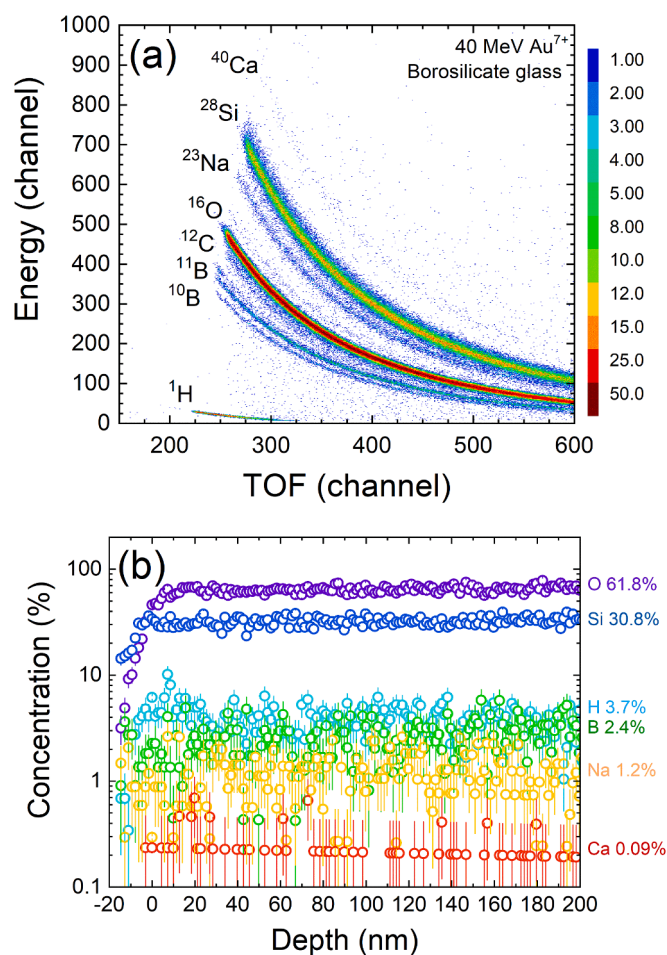 (a)
40 MeV Au⁷⁺
Borosilicate glass
⁴⁰Ca
²⁸Si
²³Na
¹⁶O
¹²C
¹¹B
¹⁰B
¹H
Energy (channel)
1000
900
800
700
600
500
400
300
200
100
0
200
300
400
500
600
TOF (channel)
1.00
2.00
3.00
4.00
5.00
8.00
10.0
12.0
15.0
25.0
50.0
(b)
Concentration (%)
100
10
1
0.1
O 61.8%
Si 30.8%
H 3.7%
B 2.4%
Na 1.2%
Ca 0.09%
-20
0
20
40
60
80
100
120
140
160
180
200
Depth (nm)